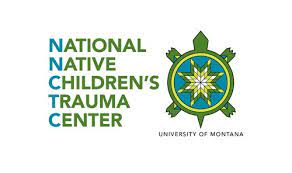 NATIONAL
NATIVE
CHILDREN'S
TRAUMA
CENTER
UNIVERSITY OF MONTANA